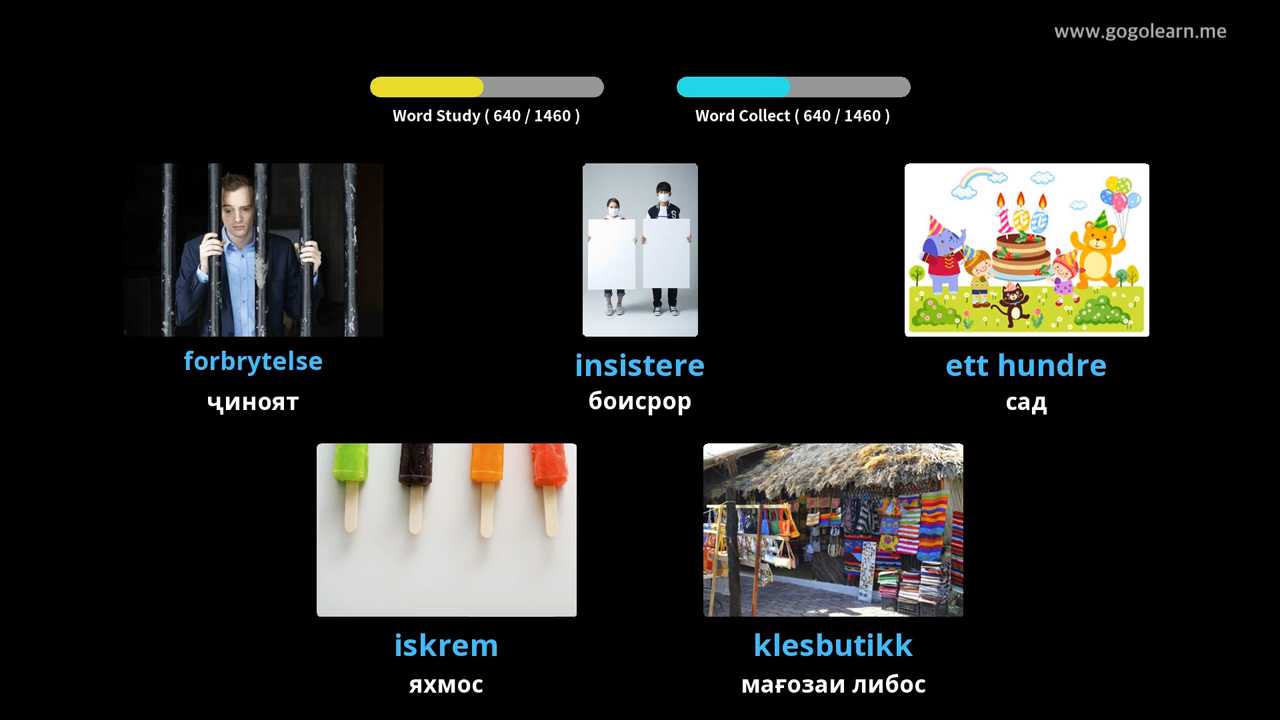 www.gogolearn.me
Word Study ( 640 / 1460 )
Word Collect ( 640 / 1460 )
forbrytelse
ҷиноят
insistere
боисрор
100
ett hundre
сад
iskrem
яхмос
klesbutikk
мағозаи либос